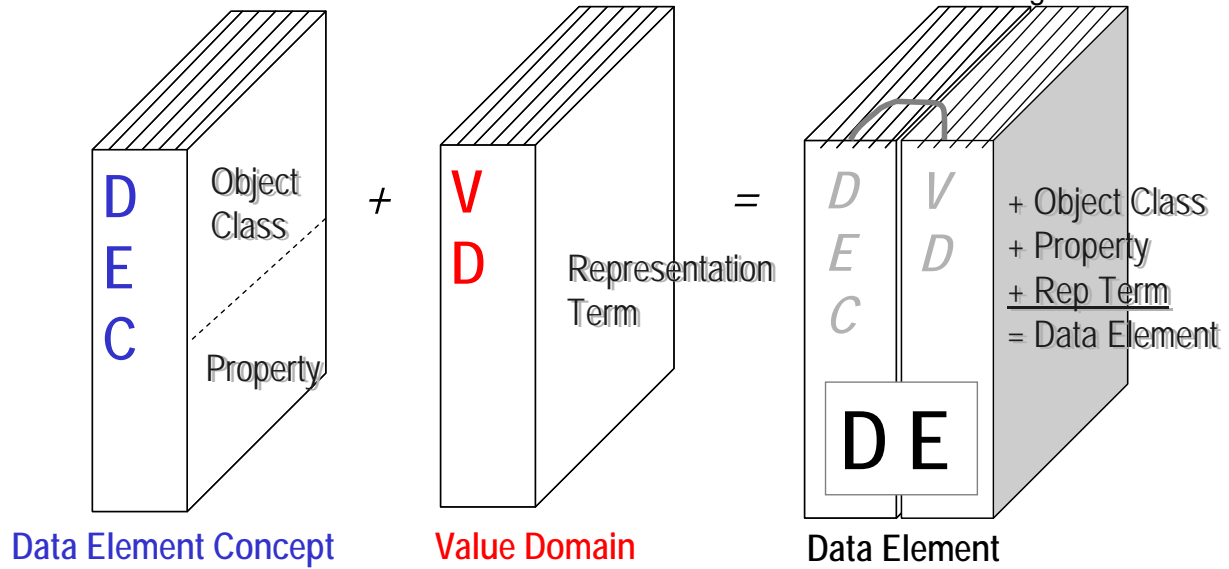 D
E
C
Object
Class
Property
Data Element Concept
+
V
D
Representation
Term
Value Domain
=
D
E
C
V
D
D E
+ Object Class
+ Property
+ Rep Term
= Data Element
Data Element